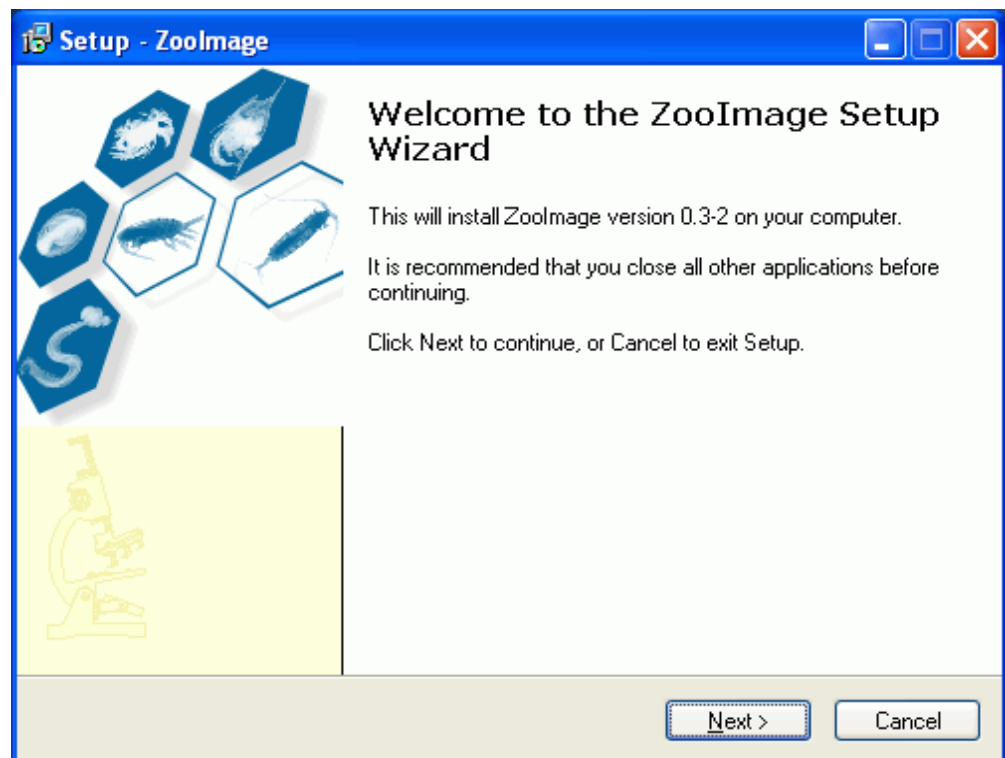 Setup - ZooImage
Welcome to the ZooImage Setup
Wizard
This will install ZooImage version 0.3-2 on your computer.
It is recommended that you close all other applications before
continuing.
Click Next to continue, or Cancel to exit Setup.
Next >
Cancel